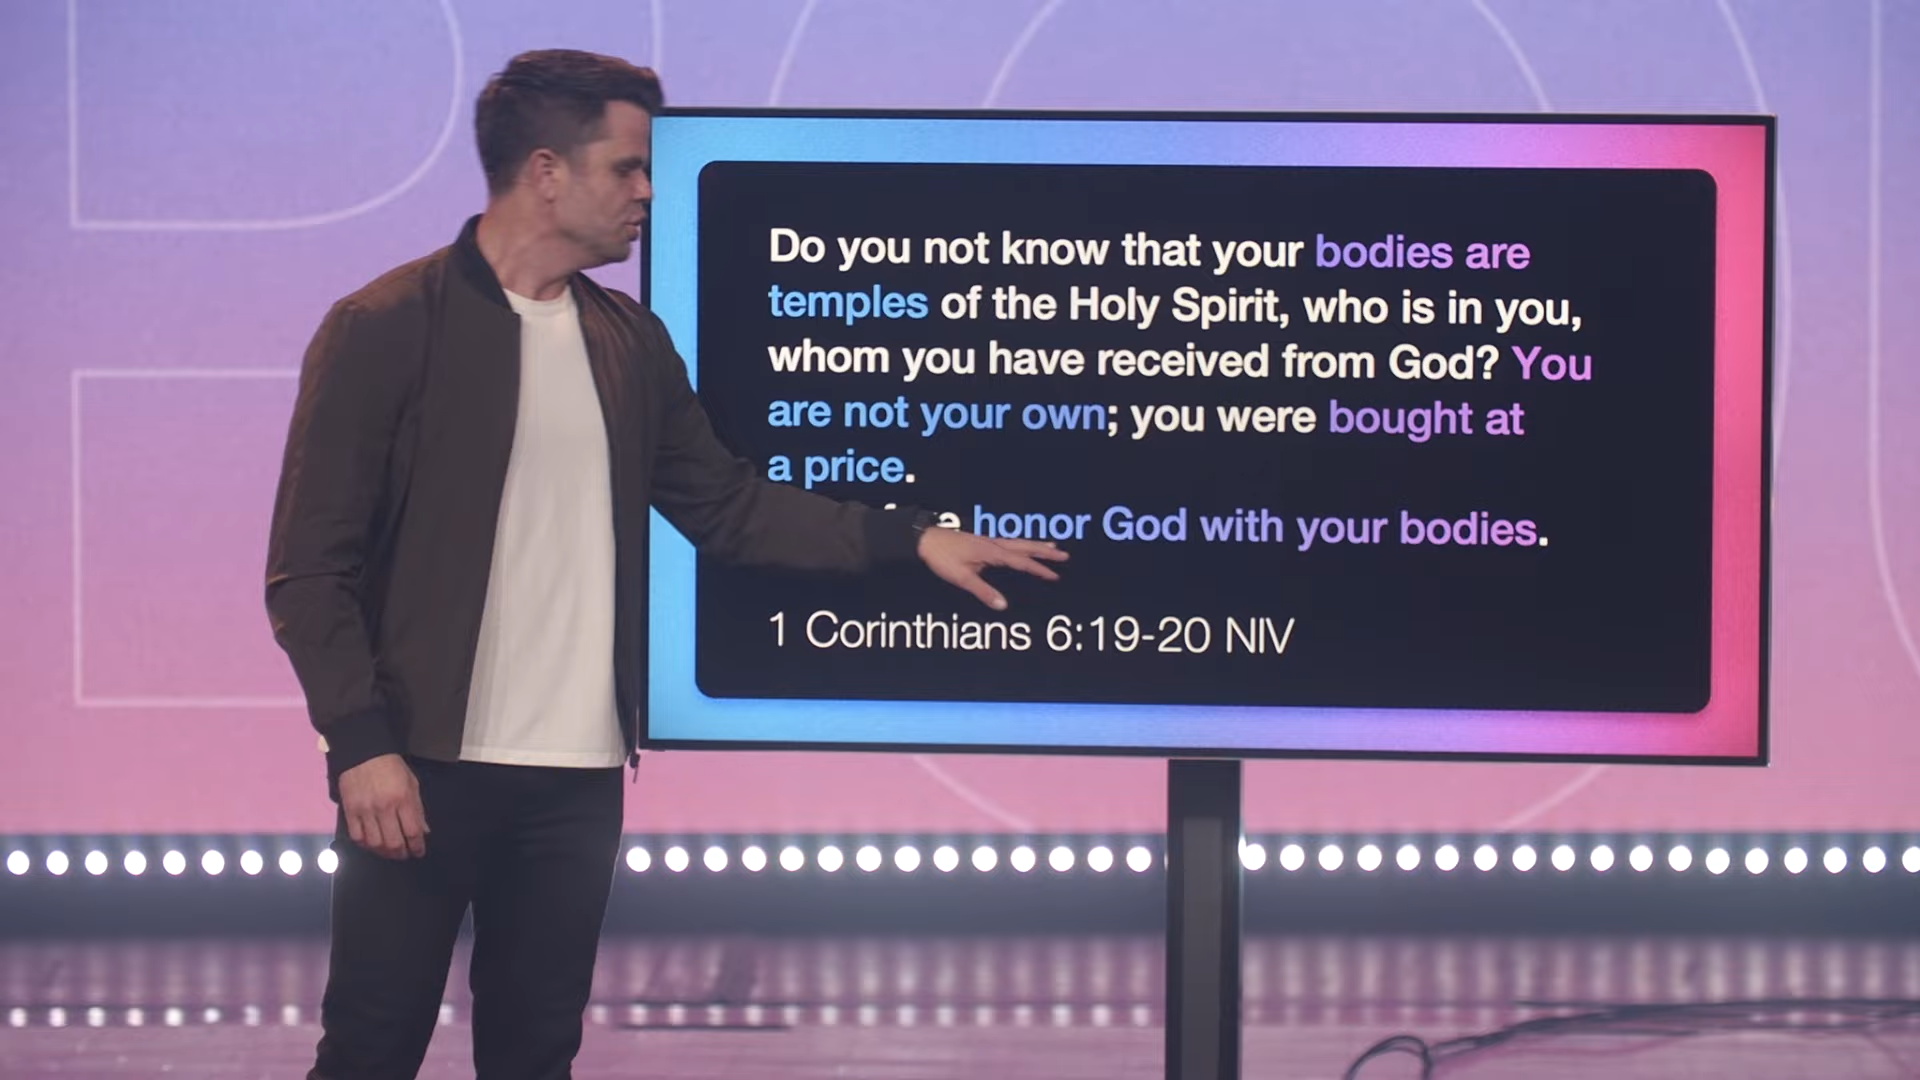 Do you not know that your bodies are
temples of the Holy Spirit, who is in you,
whom you have received from God? You
are not your own; you were bought at
a price.
honor God with your bodies.
1 Corinthians 6:19-20 NIV